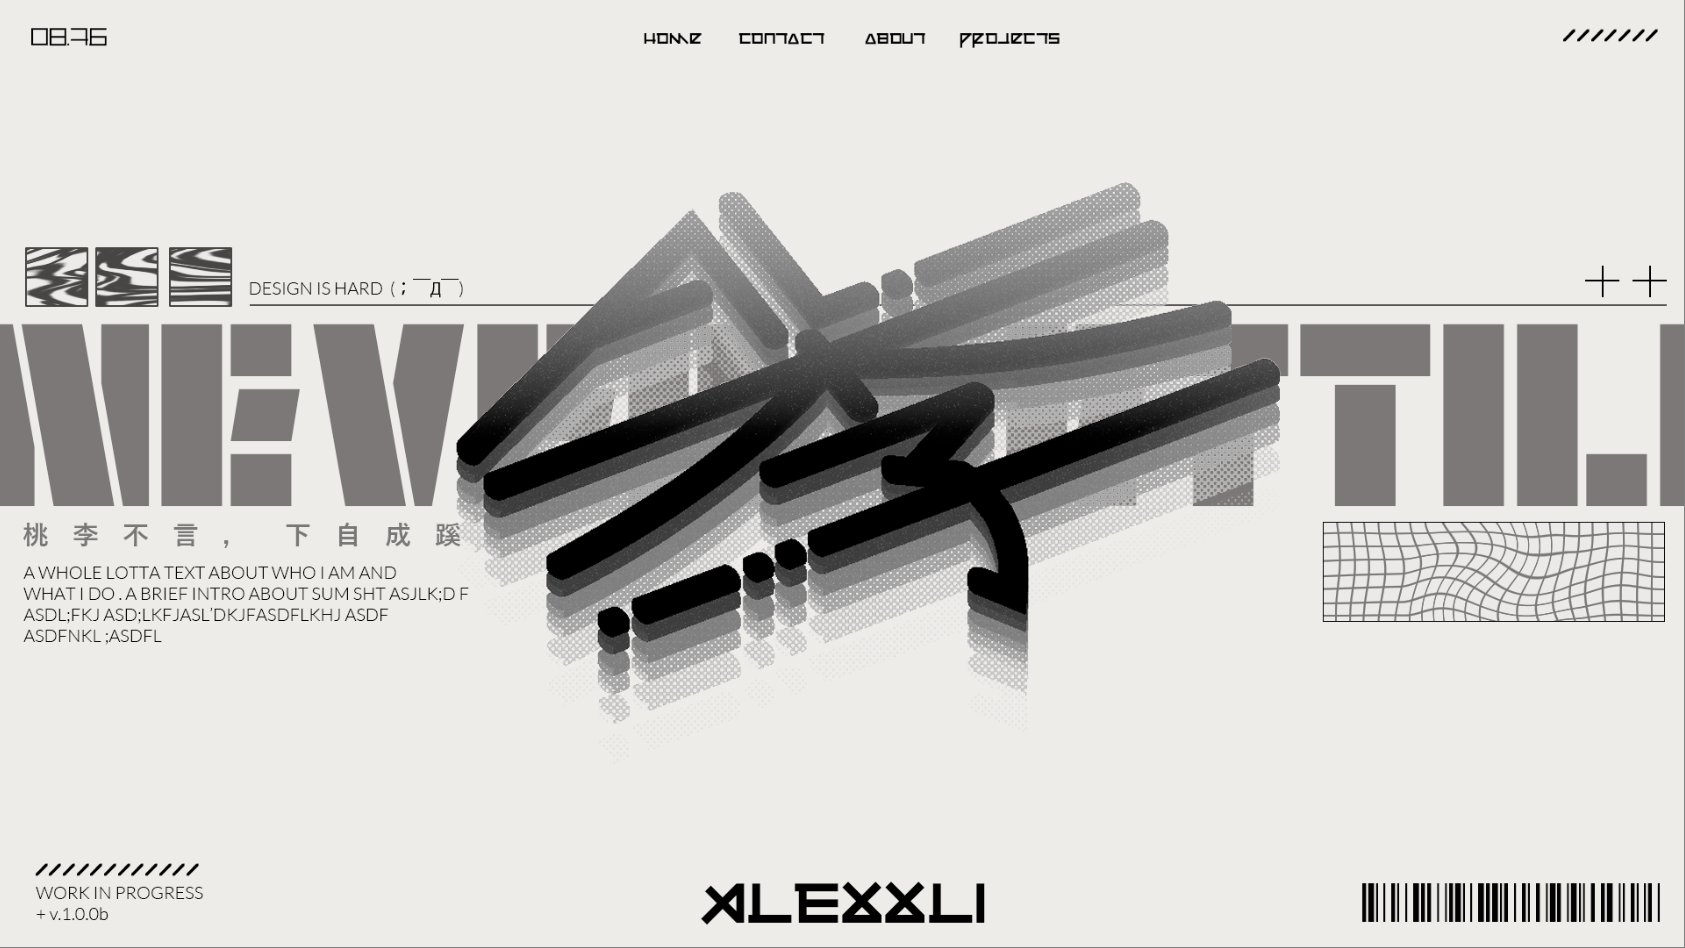 08.76
HOME CONTACT ABOUT PROJECTS
DESIGN IS HARD (；￣Д￣)
NEV
TIL
桃李不言， 下自成蹊
A WHOLE LOTTA TEXT ABOUT WHO I AM AND
WHAT I DO . A BRIEF INTRO ABOUT SUM SHT ASJLK;D F
ASDL;FKJ ASD;LKFJASL'DKJFASDFLKHJ ASDF
ASDFNKL ;ASDFL
李
WORK IN PROGRESS
+ v.1.0.0b
ALEXXLI